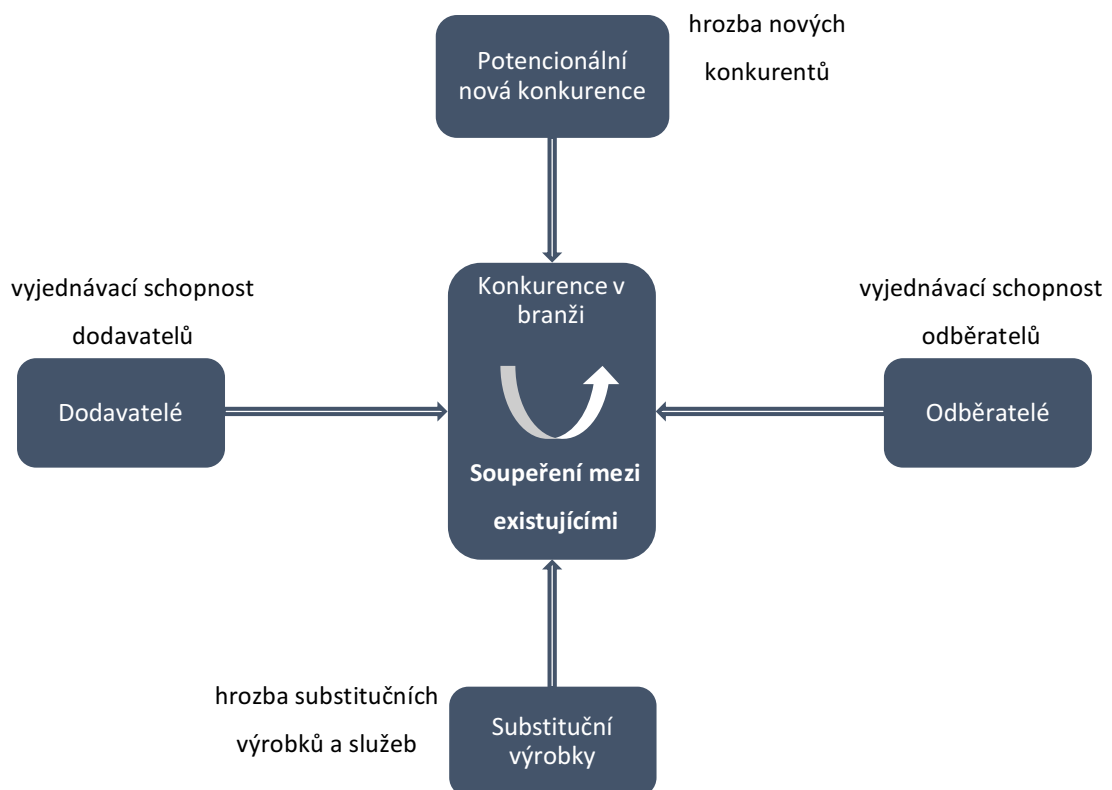 Potencionální
nová konkurence
hrozba nových
konkurentů
vyjednávací schopnost
dodavatelů
Dodavatelé
Konkurence v
branži
Soupeření mezi
existujícími
vyjednávací schopnost
odběratelů
Odběratelé
hrozba substitučních
výrobků a služeb
Substituční
výrobky